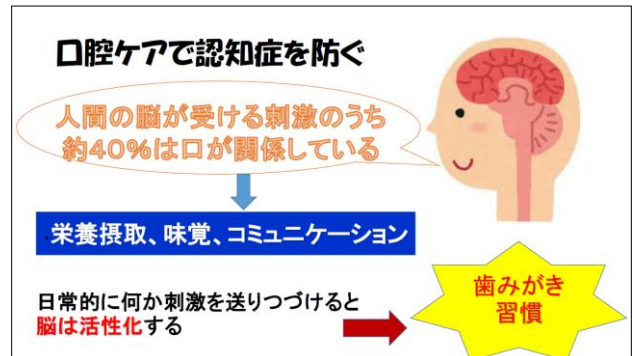 口腔ケアで認知症を防ぐ
人間の脳が受ける刺激のうち
約40%は口が関係している
・栄養摂取、味覚、コミュニケーション
日常的に何か刺激を送りつづけると
脳は活性化する
歯みがき
習慣